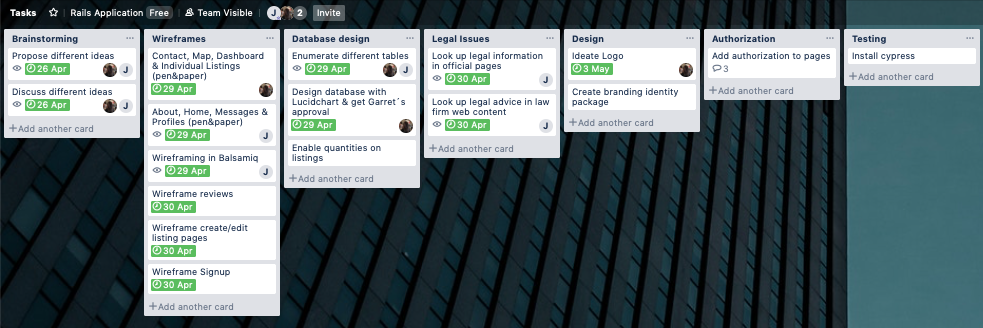 Tasks
Rails Application Free
Team Visible
J 2
Invite
Brainstorming
Propose different ideas
26 Apr
J
Discuss different ideas
26 Apr
J
Add another card
Wireframes
Contact, Map, Dashboard
& Individual Listings
(pen&paper)
29 Apr
About, Home, Messages &
Profiles (pen&paper)
29 Apr
J
Wireframing in Balsamiq
29 Apr
J
Wireframe reviews
30 Apr
Wireframe create/edit
listing pages
30 Apr
Wireframe Signup
30 Apr
Add another card
Database design
Enumerate different tables
29 Apr
J
Design database with
Lucidchart & get Garret´s
approval
29 Apr
Enable quantities on
listings
Add another card
Legal Issues
Look up legal information
in official pages
30 Apr
J
Look up legal advice in law
firm web content
30 Apr
J
Add another card
Design
Ideate Logo
3 May
Create branding identity
package
Add another card
Authorization
Add authorization to pages
3
Add another card
Testing
Install cypress
Add another card